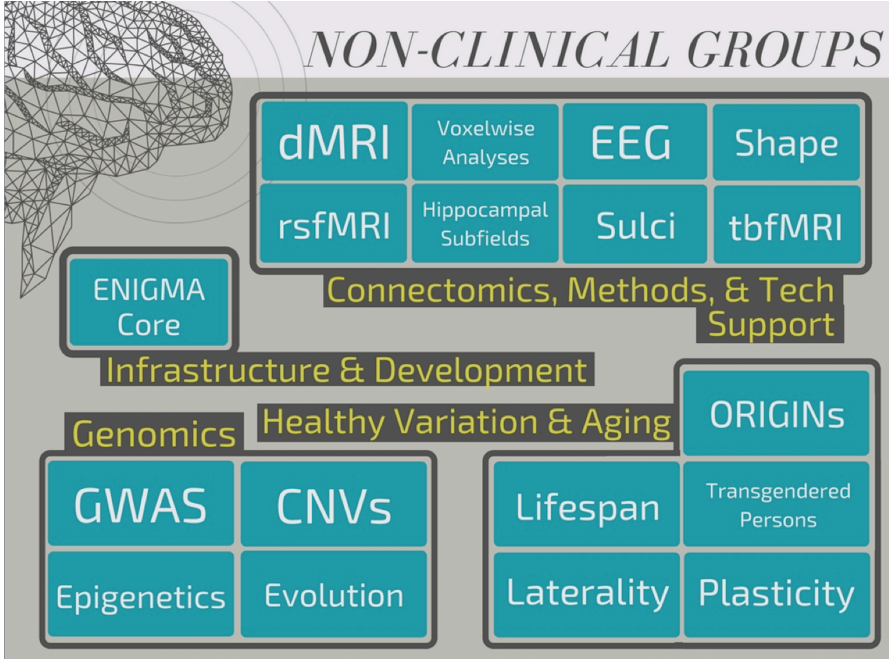 NON-CLINICAL GROUPS
dMRI
Voxelwise
Analyses
EEG
Shape
rsfMRI
Hippocampal
Subfields
Sulci
tbfMRI
Connectomics, Methods, & Tech
Support
ENIGMA
Core
Infrastructure & Development
Genomics
GWAS
CNVs
Epigenetics
Evolution
Healthy Variation & Aging
ORIGINs
Lifespan
Transgendered
Persons
Laterality
Plasticity